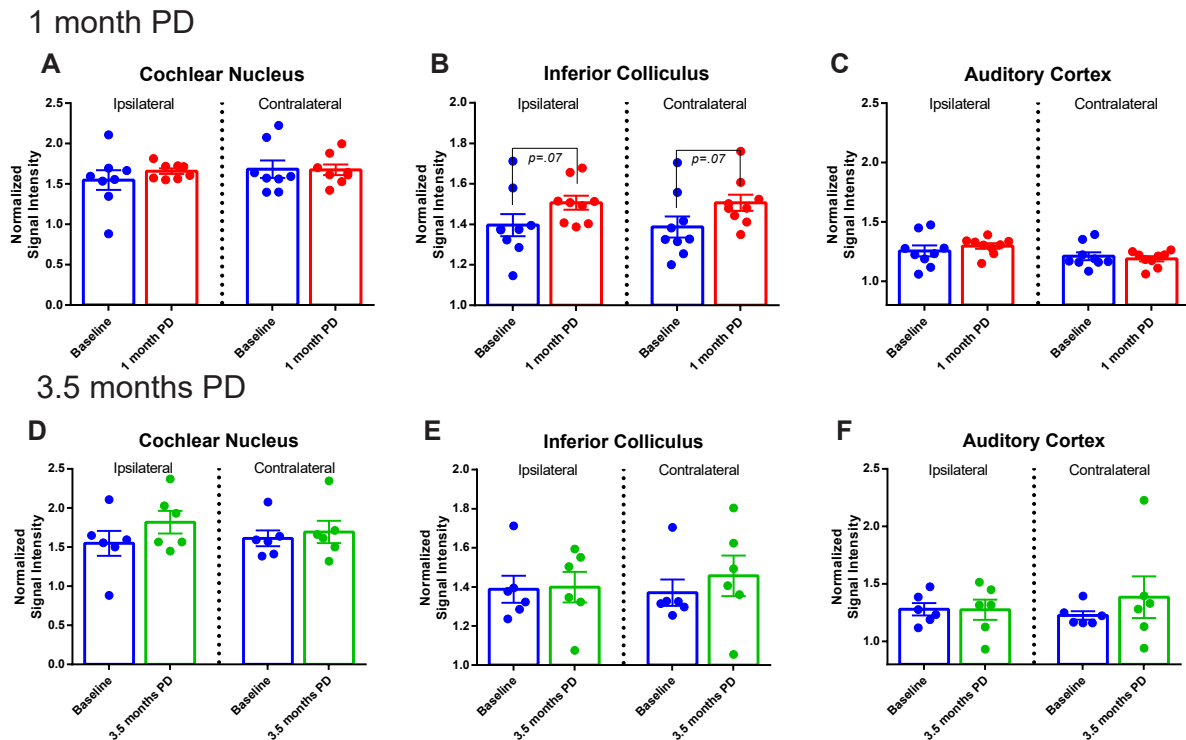 1 month PD
A
Cochlear Nucleus
Ipsilateral
Contralateral
Normalized
Signal Intensity
2.5
2.0
1.5
1.0
0.5
0.0
Baseline
1 month PD
Baseline
1 month PD
B
Inferior Colliculus
Ipsilateral
Contralateral
Normalized
Signal Intensity
2.0
1.8
1.6
1.4
1.2
1.0
p=.07
p=.07
Baseline
1 month PD
Baseline
1 month PD
C
Auditory Cortex
Ipsilateral
Contralateral
Normalized
Signal Intensity
2.5
2.0
1.5
1.0
Baseline
1 month PD
Baseline
1 month PD
3.5 months PD
D
Cochlear Nucleus
Ipsilateral
Contralateral
Normalized
Signal Intensity
2.5
2.0
1.5
1.0
0.5
0.0
Baseline
3.5 months PD
Baseline
3.5 months PD
E
Inferior Colliculus
Ipsilateral
Contralateral
Normalized
Signal Intensity
2.0
1.8
1.6
1.4
1.2
1.0
Baseline
3.5 months PD
Baseline
3.5 months PD
F
Auditory Cortex
Ipsilateral
Contralateral
Normalized
Signal Intensity
2.5
2.0
1.5
1.0
Baseline
3.5 months PD
Baseline
3.5 months PD